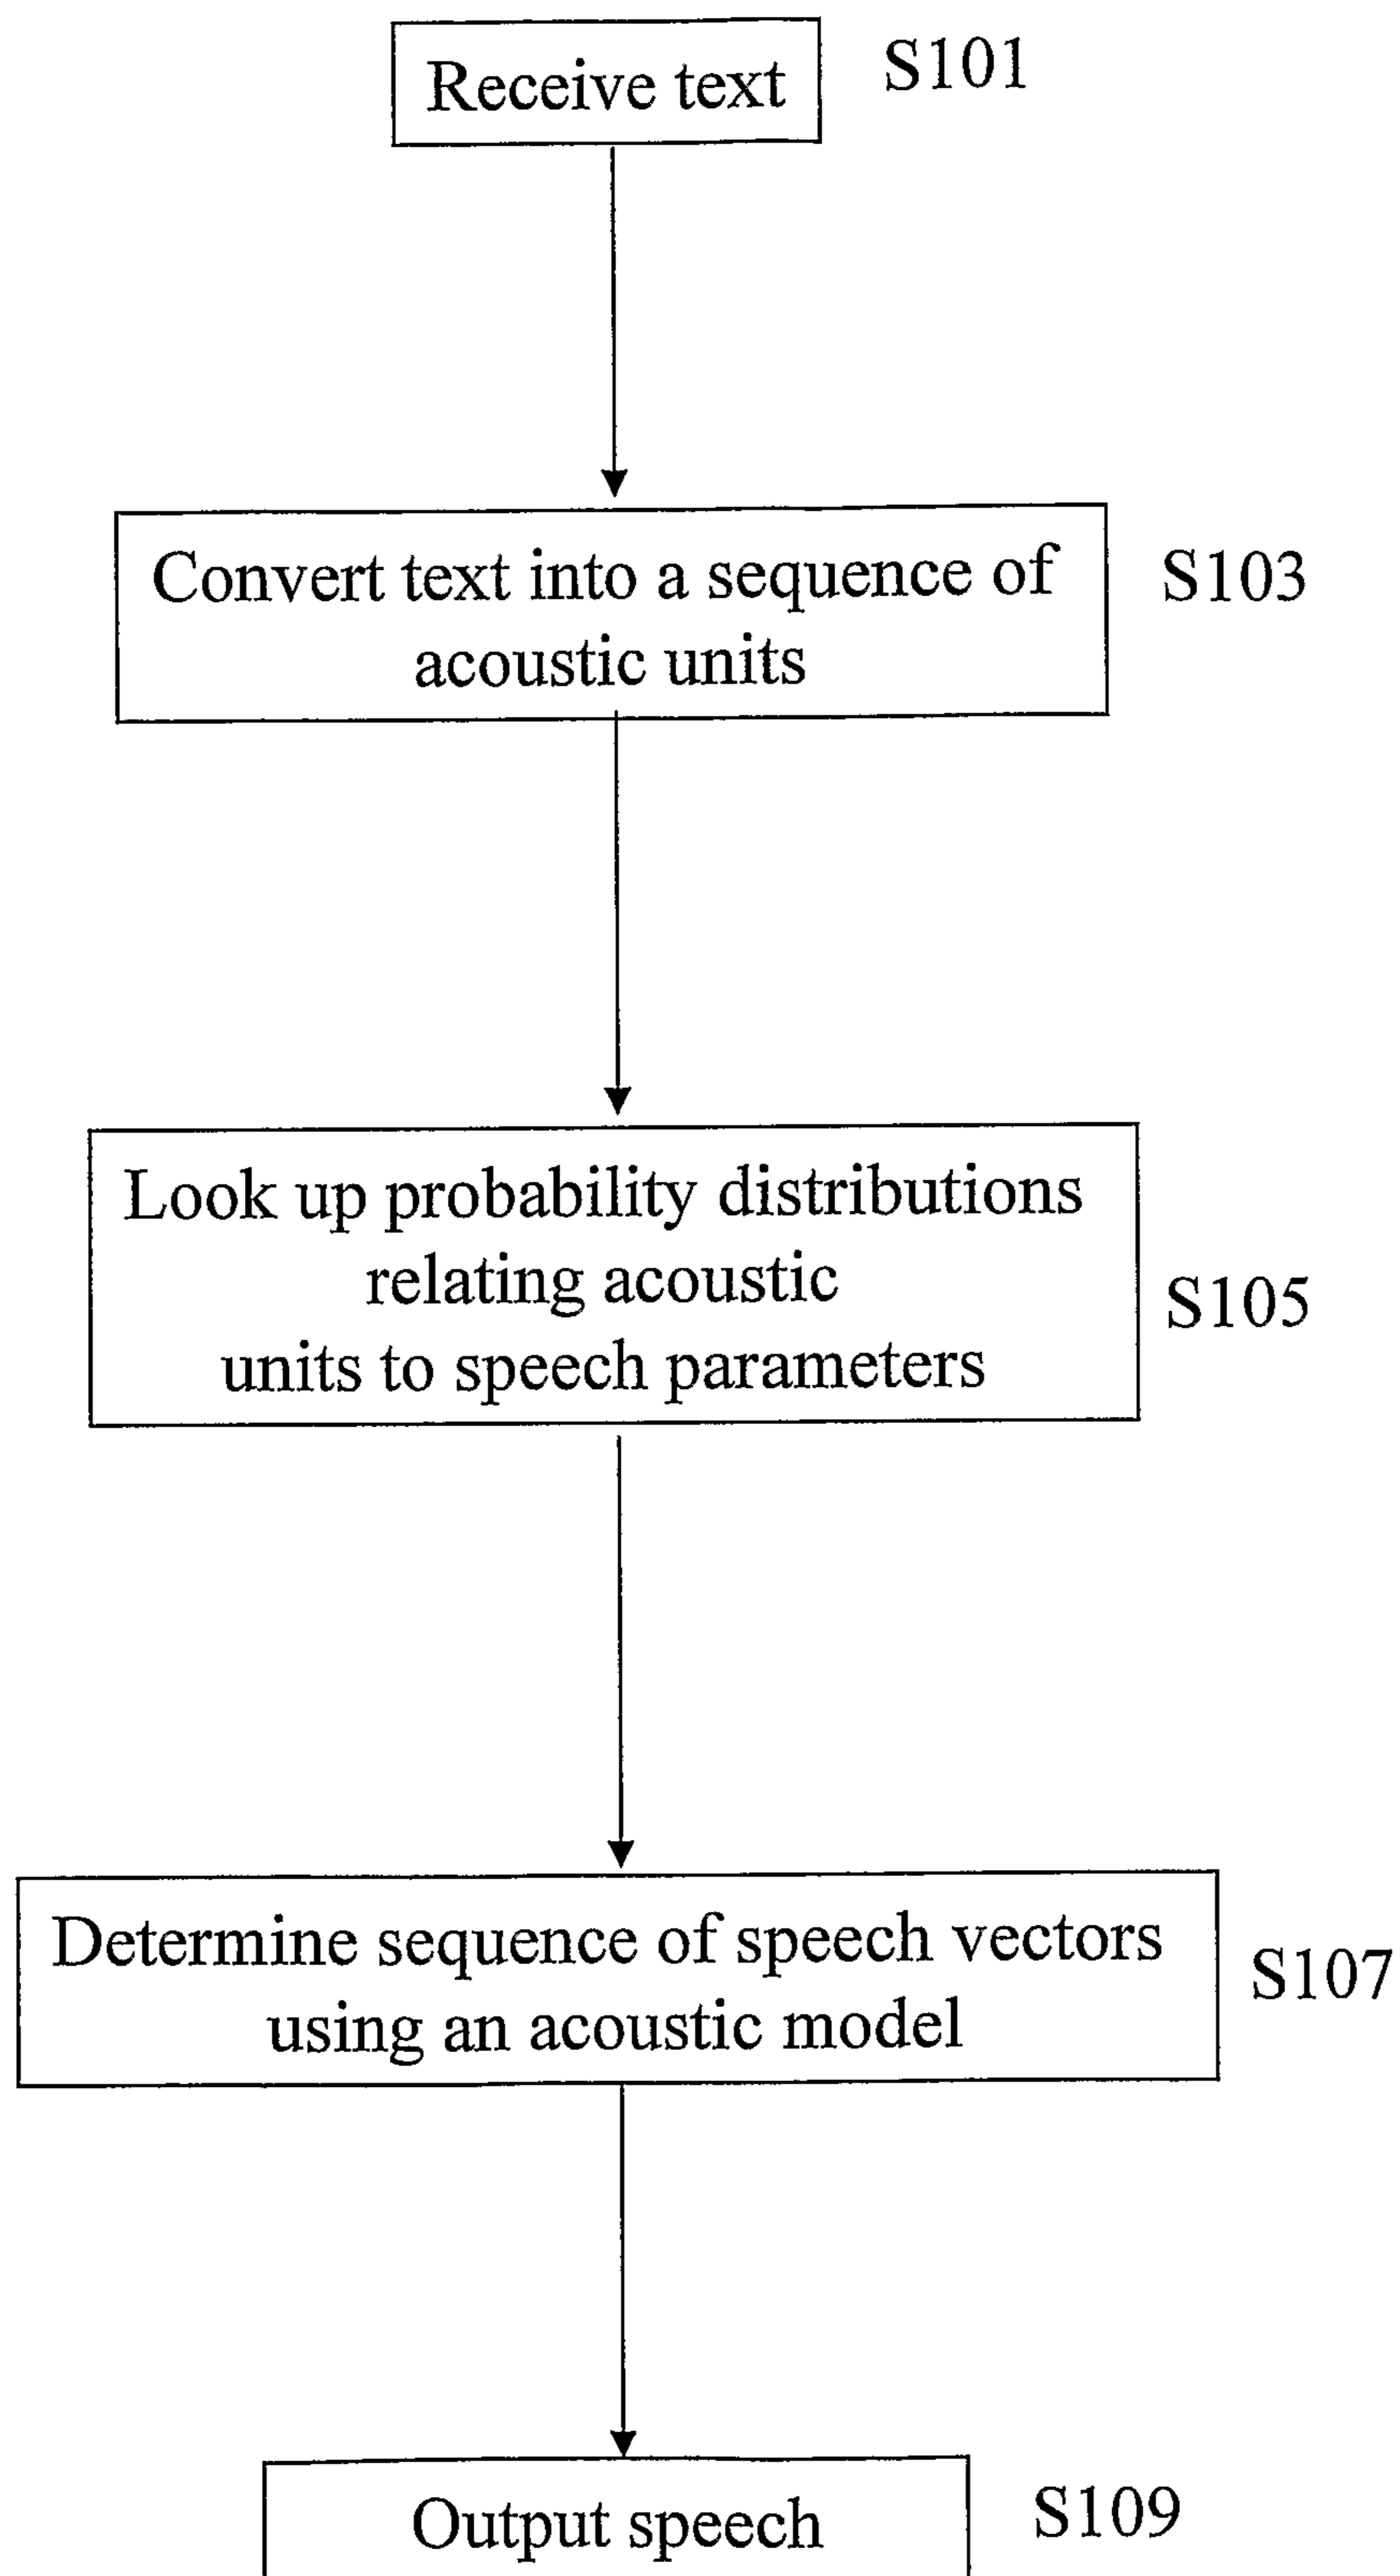 Receive text
S101
Convert text into a sequence of
acoustic units
S103
Look up probability distributions
relating acoustic
units to speech parameters
S105
Determine sequence of speech vectors
using an acoustic model
S107
Output speech
S109